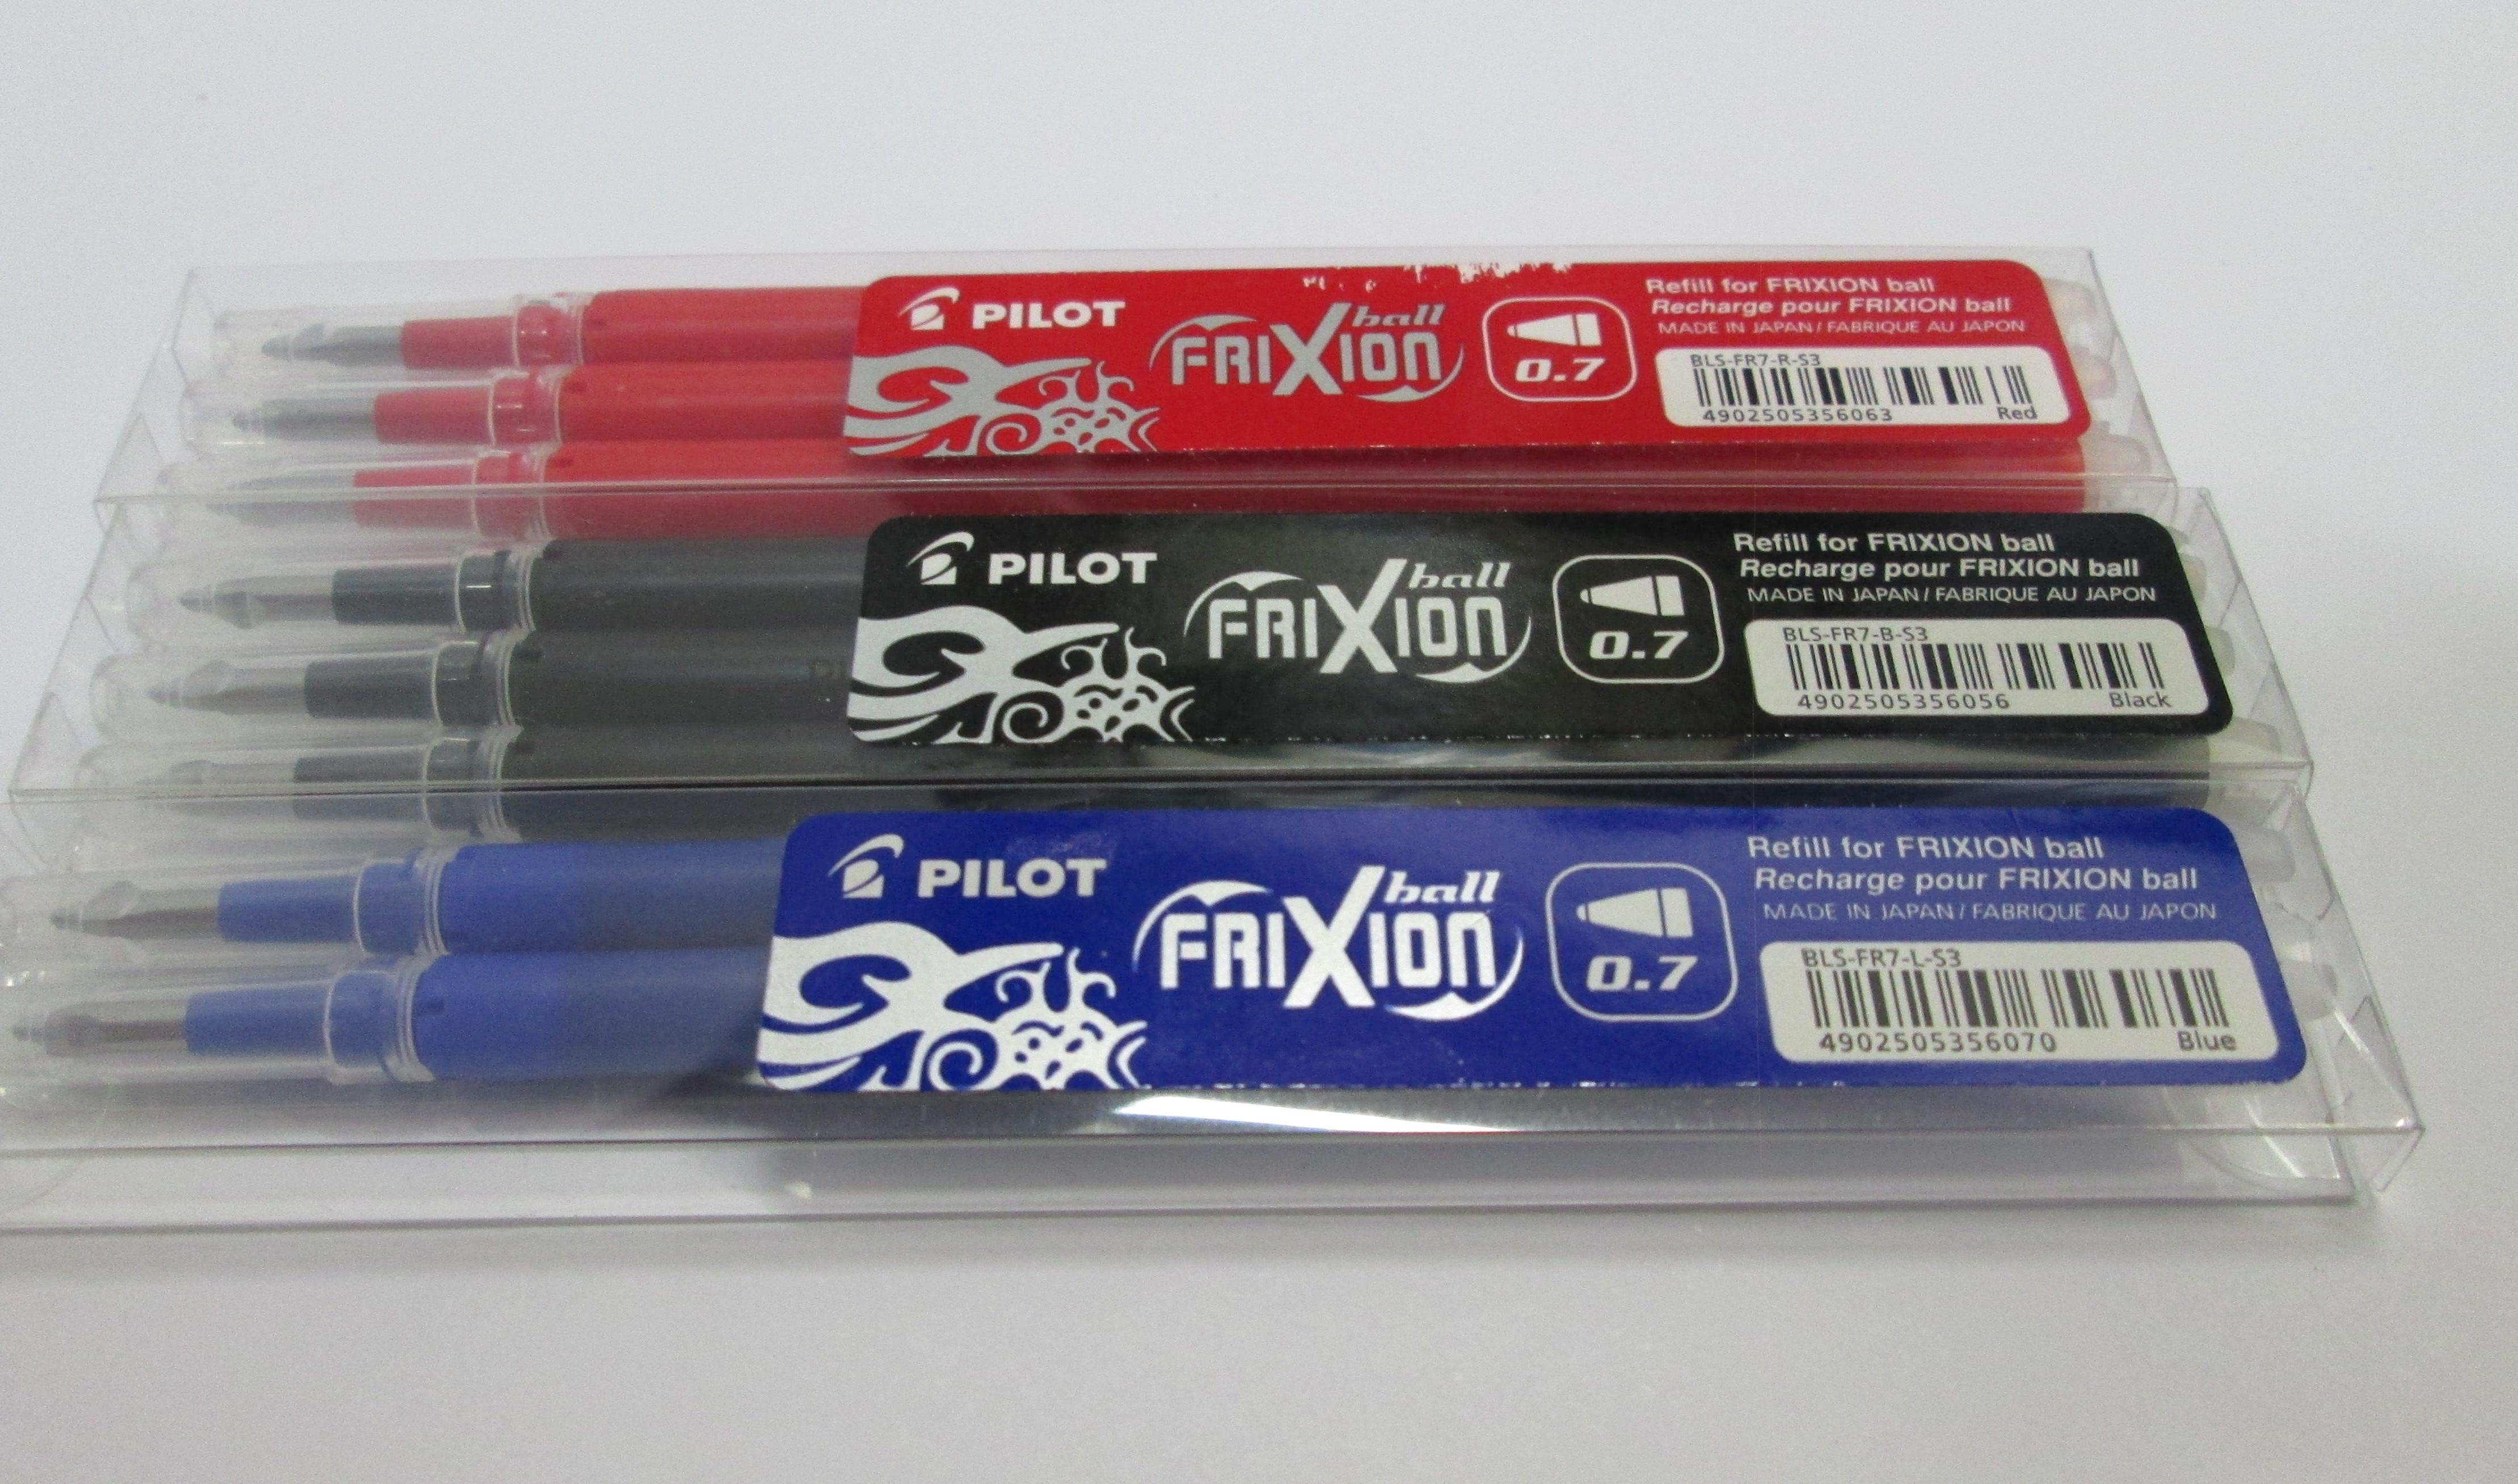 PILOT
ball
FRIXION
0.7
Refill for FRIXION ball
Recharge pour FRIXION ball
MADE IN JAPAN / FABRIQUE AU JAPON
BLS-FR7-R-S3
4902505356063 Red
PILOT
ball
FRIXION
0.7
Refill for FRIXION ball
Recharge pour FRIXION ball
MADE IN JAPAN / FABRIQUE AU JAPON
BLS-FR7-B-S3
4902505356056 Black
PILOT
ball
FRIXION
0.7
Refill for FRIXION ball
Recharge pour FRIXION ball
MADE IN JAPAN / FABRIQUE AU JAPON
BLS-FR7-L-S3
4902505356070 Blue